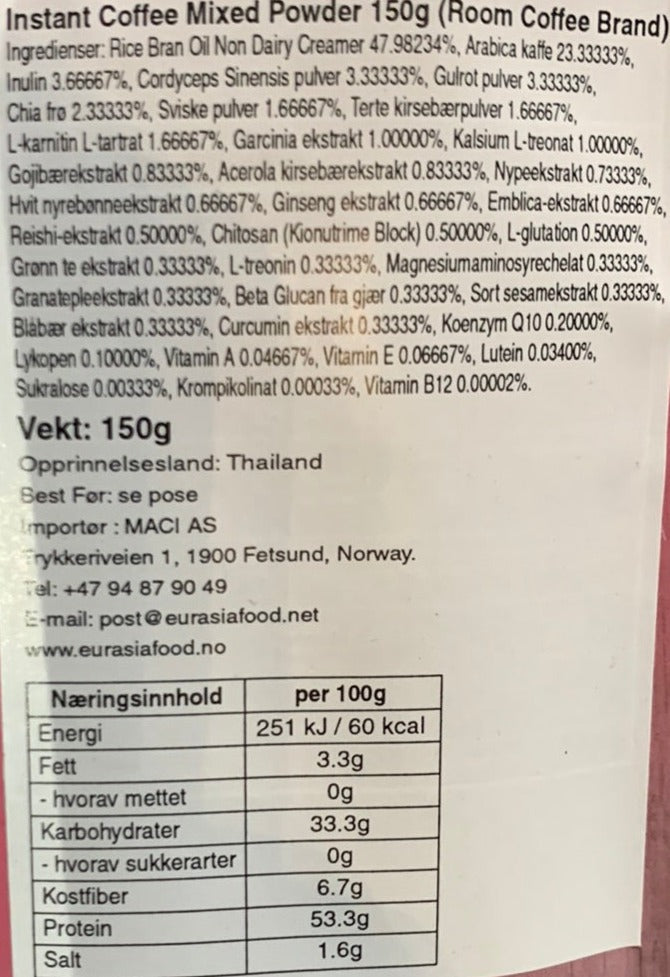 Instant Coffee Mixed Powder 150g (Room Coffee Brand)
Ingredienser: Rice Bran Oil Non Dairy Creamer 47.98234%, Arabica kaffe 23.33333%,
Inulin 3.66667%, Cordyceps Sinensis pulver 3.33333%, Gulrot pulver 3.33333%,
Chia frø 2.33333%, Sviske pulver 1.66667%, Terte kirsebærpulver 1.66667%,
L-karnitin L-tartrat 1.66667%, Garcinia ekstrakt 1.00000%, Kalsium L-treonat 1.00000%,
Gojibærekstrakt 0.83333%, Acerola kirsebærekstrakt 0.83333%, Nypeekstrakt 0.73333%,
Hvit nyrebønneekstrakt 0.66667%, Ginseng ekstrakt 0.66667%, Emblica-ekstrakt 0.66667%,
Reishi-ekstrakt 0.50000%, Chitosan (Kionutrime Block) 0.50000%, L-glutation 0.50000%,
Grønn te ekstrakt 0.33333%, L-treonin 0.33333%, Magnesiumaminosyrechelat 0.33333%,
Granatepleekstrakt 0.33333%, Beta Glucan fra gjær 0.33333%, Sort sesamekstrakt 0.33333%,
Blåbær ekstrakt 0.33333%, Curcumin ekstrakt 0.33333%, Koenzym Q10 0.20000%,
Lykopen 0.10000%, Vitamin A 0.04667%, Vitamin E 0.06667%, Lutein 0.03400%,
Sukralose 0.00333%, Krompikolinat 0.00033%, Vitamin B12 0.00002%.
Vekt: 150g
Opprinnelsesland: Thailand
Best Før: se pose
Importør : MACI AS
Trykkeriveien 1, 1900 Fetsund, Norway.
Tel: +47 94 87 90 49
E-mail: post@eurasiafood.net
www.eurasiafood.no
Næringsinnhold per 100g
Energi 251 kJ / 60 kcal
Fett 3.3g
- hvorav mettet 0g
Karbohydrater 33.3g
- hvorav sukkerarter 0g
Kostfiber 6.7g
Protein 53.3g
Salt 1.6g